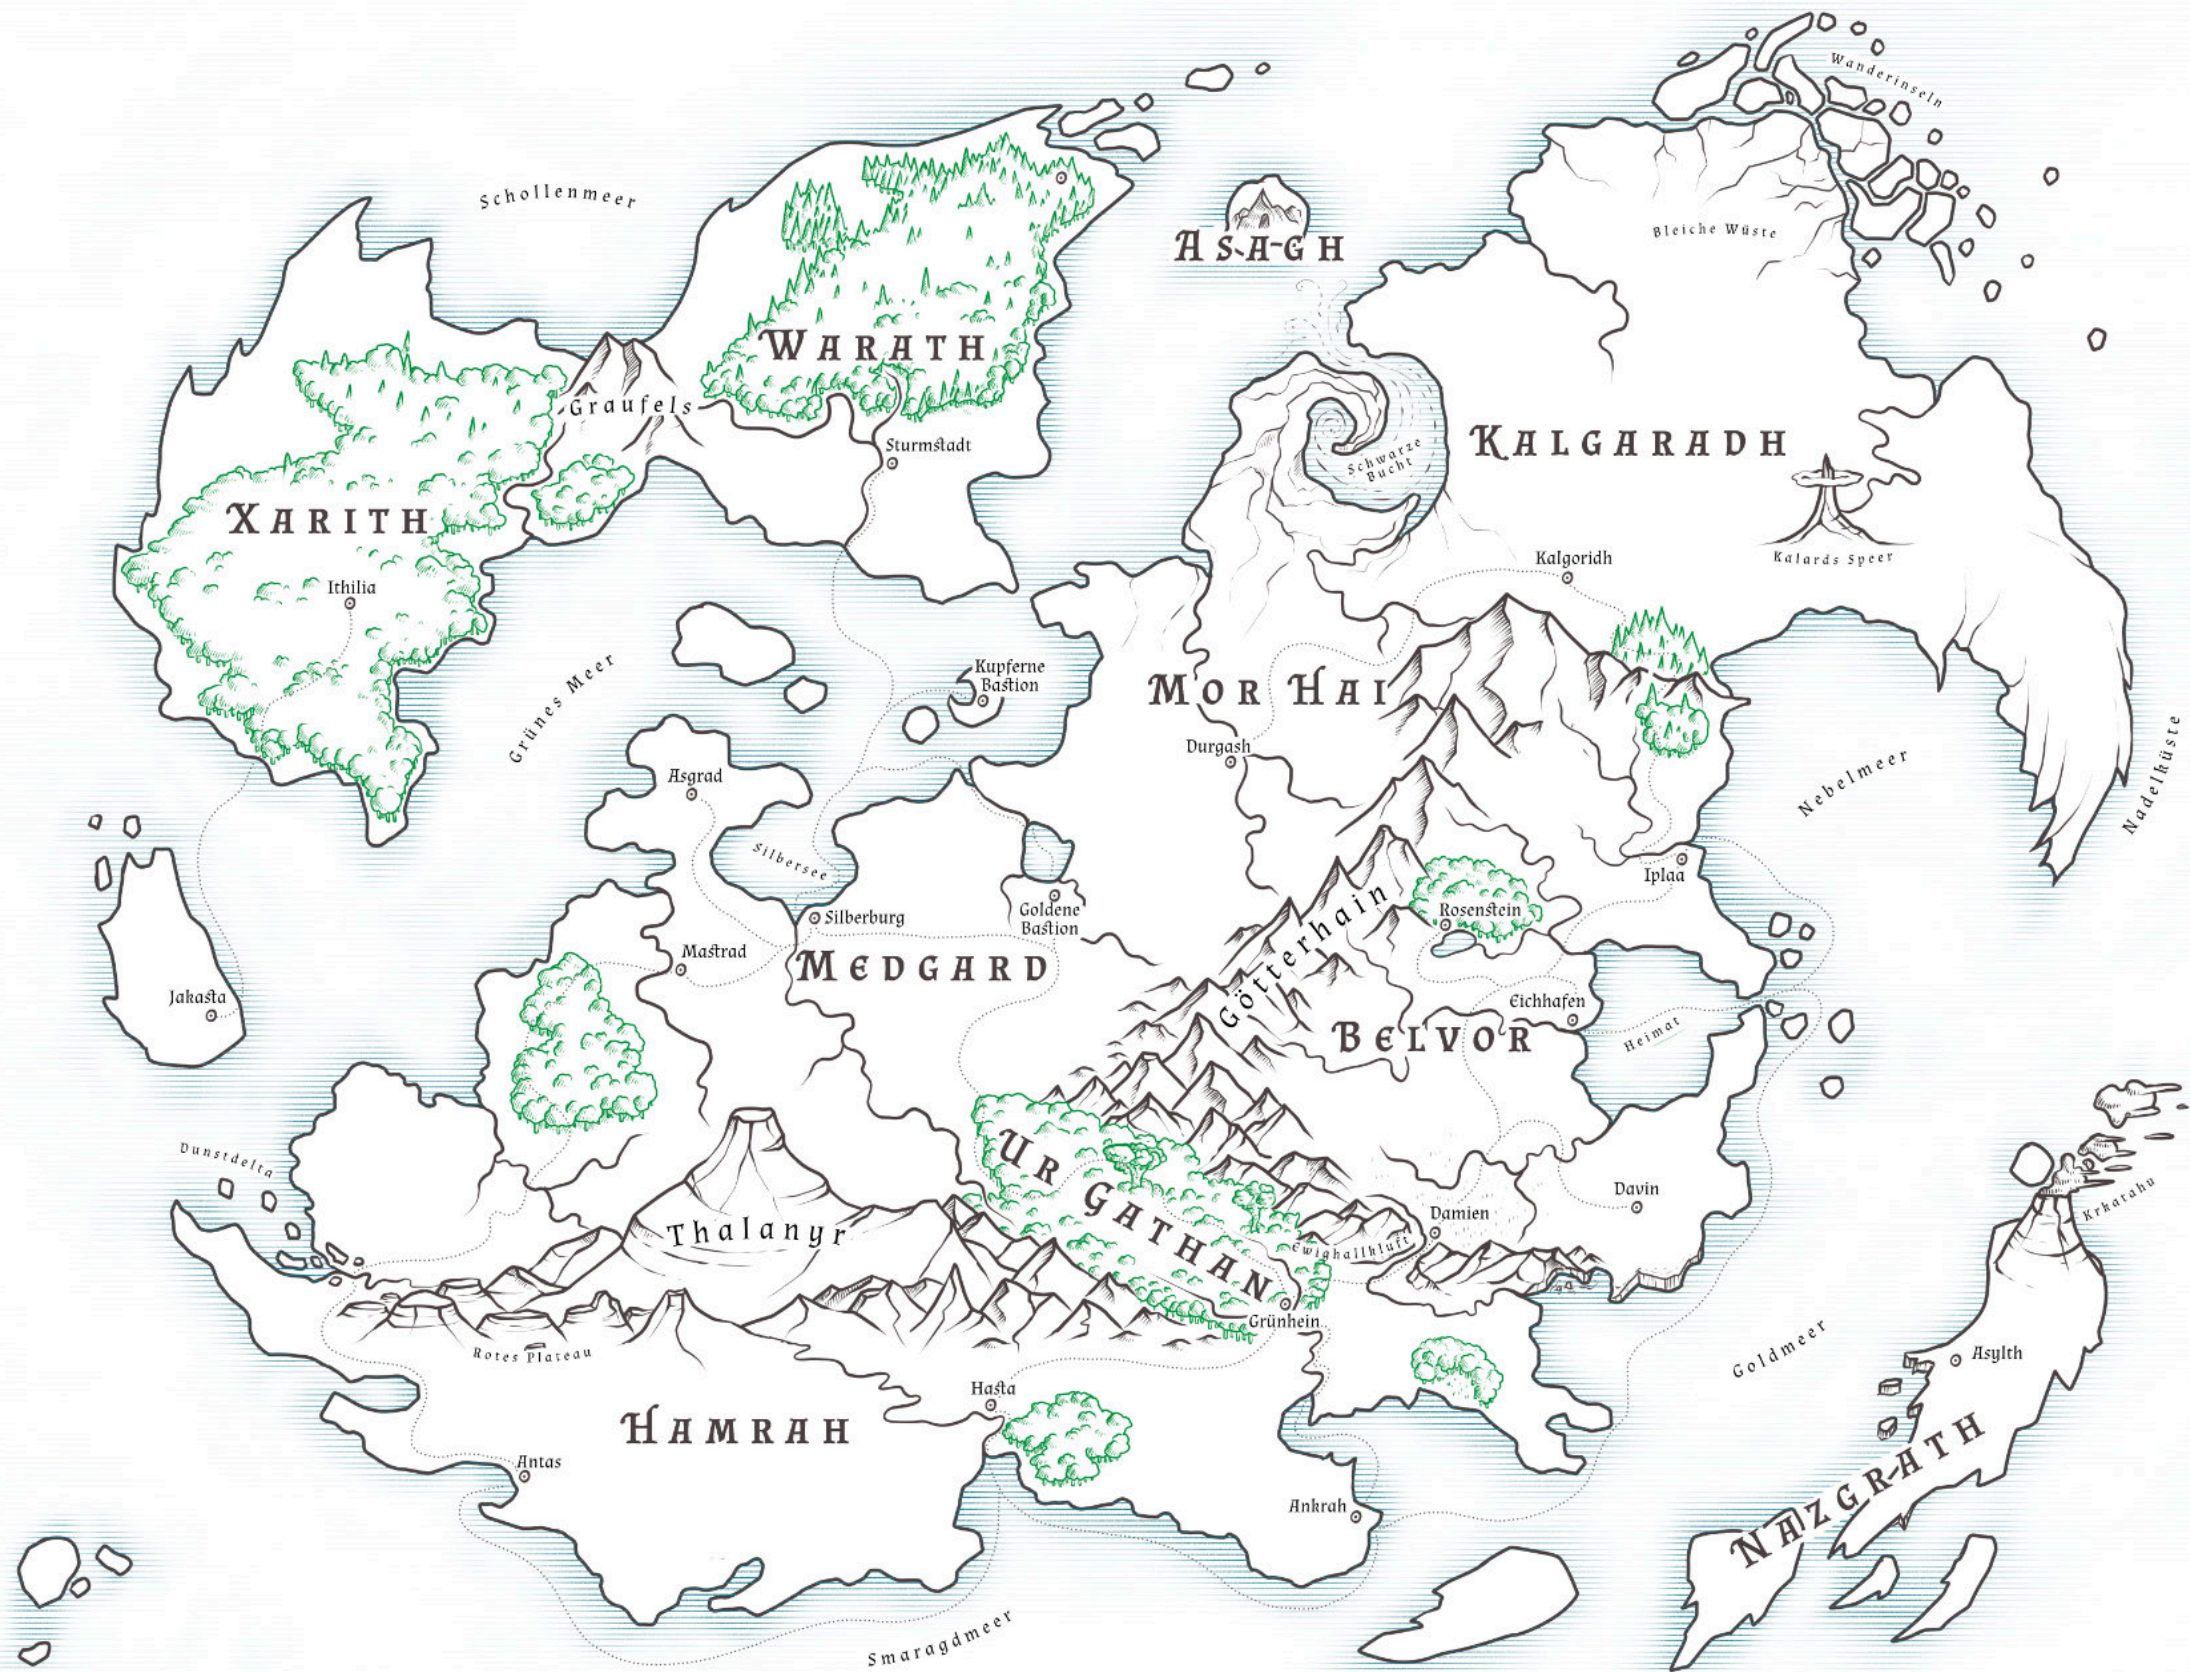 Wanderinseln
Schollenmeer
Bleiche Wüste
ASAGH
WARATH
Graufels
Sturmstadt
KALGARADH
Schwarze
Bucht
XARITH
Kalgoridh
Kalards Speer
Ithilia
Grünes Meer
Kupferne
Bastion
MOR HAI
Durgash
Asgrad
Nebelmeer
Nadelküste
Silbersee
Iplaa
Silberburg
Goldene
Bastion
Götterhain
Rosenstein
Mastrad
MEDGARD
Jakasta
Eichhafen
BELVOR
Heimat
Dunstdelta
UR GATHAN
Davin
Damien
Krkatahu
Thalanyr
Ewighallkluft
Grünhein
Rotes Plateau
Goldmeer
Asylth
Hasta
HAMRAH
Antas
Ankrah
NAZGRATH
Smaragdmeer